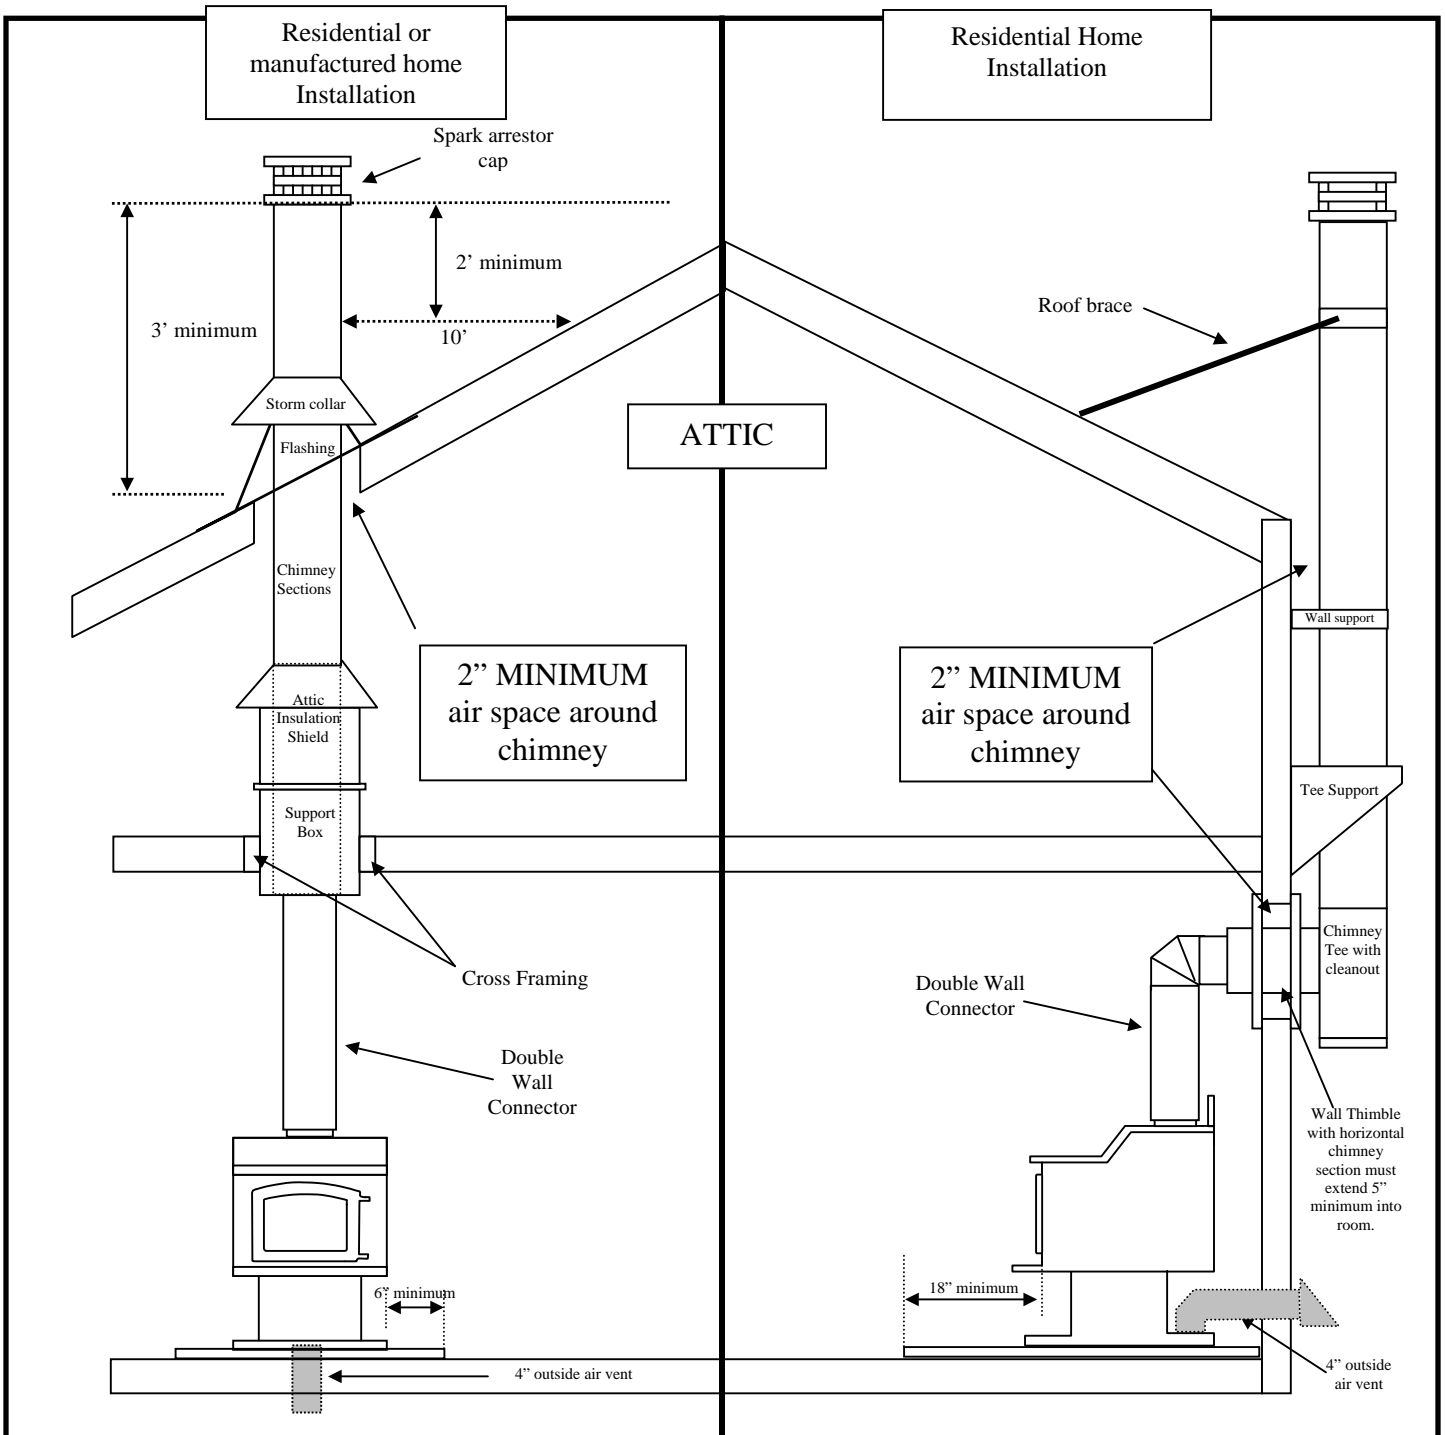 Residential or
manufactured home
Installation
Residential Home
Installation
Spark arrestor
cap
2’ minimum
3’ minimum
10’
Storm collar
Flashing
Roof brace
ATTIC
Chimney
Sections
2” MINIMUM
air space around
chimney
2” MINIMUM
air space around
chimney
Wall support
Attic
Insulation
Shield
Support
Box
Tee Support
Cross Framing
Chimney
Tee with
cleanout
Double Wall
Connector
Double
Wall
Connector
Wall Thimble
with horizontal
chimney
section must
extend 5”
minimum into
room.
6” minimum
18” minimum
4” outside air vent
4” outside
air vent